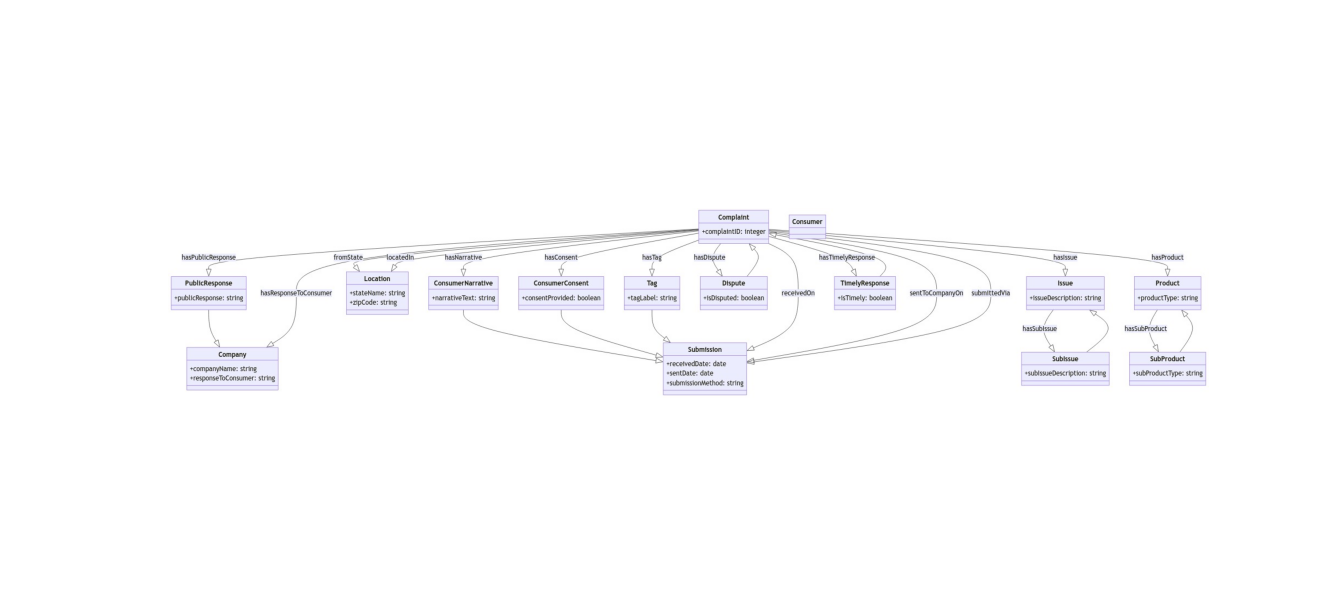 Complaint
+complaintID: integer
Consumer
hasPublicResponse
fromState
locatedIn
hasNarrative
hasConsent
hasTag
hasDispute
hasTimelyResponse
hasIssue
hasProduct
PublicResponse
+publicResponse: string
hasResponseToConsumer
Location
+stateName: string
+zipCode: string
ConsumerNarrative
+narrativeText: string
ConsumerConsent
+consentProvided: boolean
Tag
+tagLabel: string
Dispute
+isDisputed: boolean
receivedOn
TimelyResponse
+isTimely: boolean
sentToCompanyOn
submittedVia
Issue
+issueDescription: string
Product
+productType: string
hasSubIssue
hasSubProduct
Company
+companyName: string
+responseToConsumer: string
Submission
+receivedDate: date
+sentDate: date
+submissionMethod: string
SubIssue
+subIssueDescription: string
SubProduct
+subProductType: string